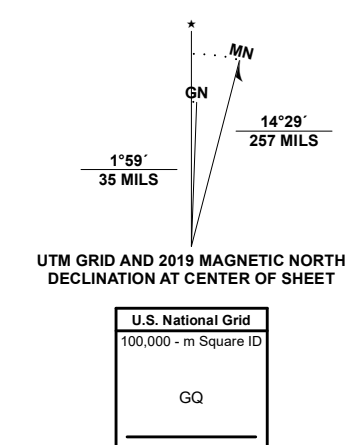 ★
MN
GN
14°29´
257 MILS
1°59´
35 MILS
UTM GRID AND 2019 MAGNETIC NORTH
DECLINATION AT CENTER OF SHEET
U.S. National Grid
100,000 - m Square ID
GQ